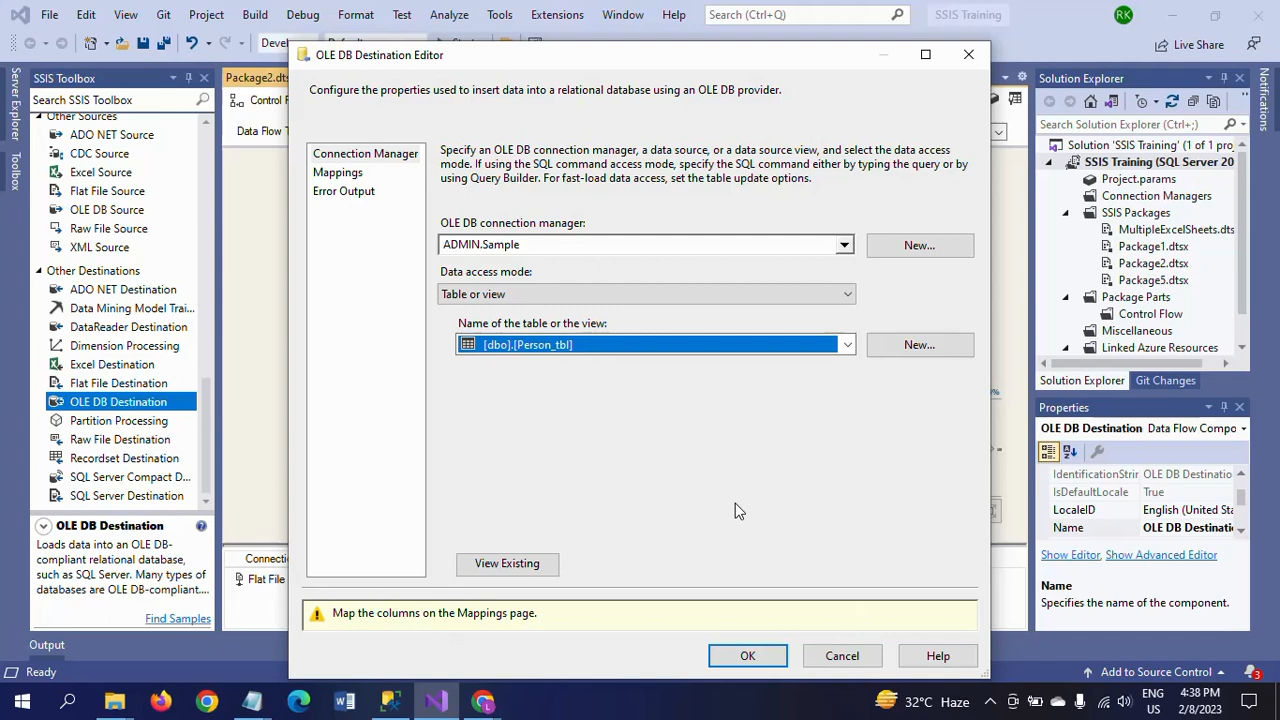 File Edit View Git Project Build Debug Format Test Analyze Tools Extensions Window Help Search (Ctrl+Q) SSIS Training RK
Live Share
SSIS Toolbox
Search SSIS Toolbox
Other Sources
ADO NET Source
CDC Source
Excel Source
Flat File Source
OLE DB Source
Raw File Source
XML Source
Other Destinations
ADO NET Destination
Data Mining Model Trai...
DataReader Destination
Dimension Processing
Excel Destination
Flat File Destination
OLE DB Destination
Partition Processing
Raw File Destination
Recordset Destination
SQL Server Compact D...
SQL Server Destination
OLE DB Destination
Loads data into an OLE DB-
compliant relational database,
such as SQL Server. Many types of
databases are OLE DB-compliant....
Find Samples
Server Explorer
Toolbox
Package2.dts
Control F
Data Flow T
Connectio
Flat File
OLE DB Destination Editor
Configure the properties used to insert data into a relational database using an OLE DB provider.
Connection Manager
Mappings
Error Output
Specify an OLE DB connection manager, a data source, or a data source view, and select the data access
mode. If using the SQL command access mode, specify the SQL command either by typing the query or by
using Query Builder. For fast-load data access, set the table update options.
OLE DB connection manager:
ADMIN.Sample New...
Data access mode:
Table or view
Name of the table or the view:
[dbo].[Person_tbl] New...
View Existing
Map the columns on the Mappings page.
OK Cancel Help
Solution Explorer
Search Solution Explorer (Ctrl+;)
Solution 'SSIS Training' (1 of 1 proj
SSIS Training (SQL Server 20
Project.params
Connection Managers
SSIS Packages
MultipleExcelSheets.dts
Package1.dtsx
Package2.dtsx
Package5.dtsx
Package Parts
Control Flow
Miscellaneous
Linked Azure Resources
Solution Explorer Git Changes
Properties
OLE DB Destination Data Flow Compo
IdentificationStrir OLE DB Destinatio
IsDefaultLocale True
LocaleID English (United Sta
Name OLE DB Destinati
Show Editor, Show Advanced Editor
Name
Specifies the name of the component.
Notifications
Output
Ready Add to Source Control 3
32°C Haze ENG US 4:38 PM 2/8/2023